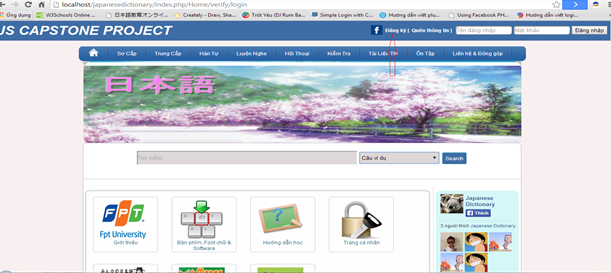 localhost/japanesedictionary/index.php/Home/verify/login
Ứng dụng W3Schools Online 日本語教育オンライ Creately - Draw, Shar Trót Yêu (DJ Rum Ba Simple Login with C Hướng dẫn viết plu Using Facebook PH Hướng dẫn viết logi
JS CAPSTONE PROJECT
Đăng ký | Quên thông tin | Tên đăng nhập Mật khẩu Đăng nhập
Sơ Cấp Trung Cấp Hán Tự Luyện Nghe Hội Thoại Kiểm Tra Tài Liệu Thi Ôn Tập Liên hệ & Đóng góp
日本語
Tìm kiếm Câu ví dụ Search
FPT
Fpt University
Giới thiệu
Bàn phím, Font chữ & Software
Hướng dẫn học
Trang cá nhân
Japanese Dictionary
Thích
3 người thích Japanese Dictionary.